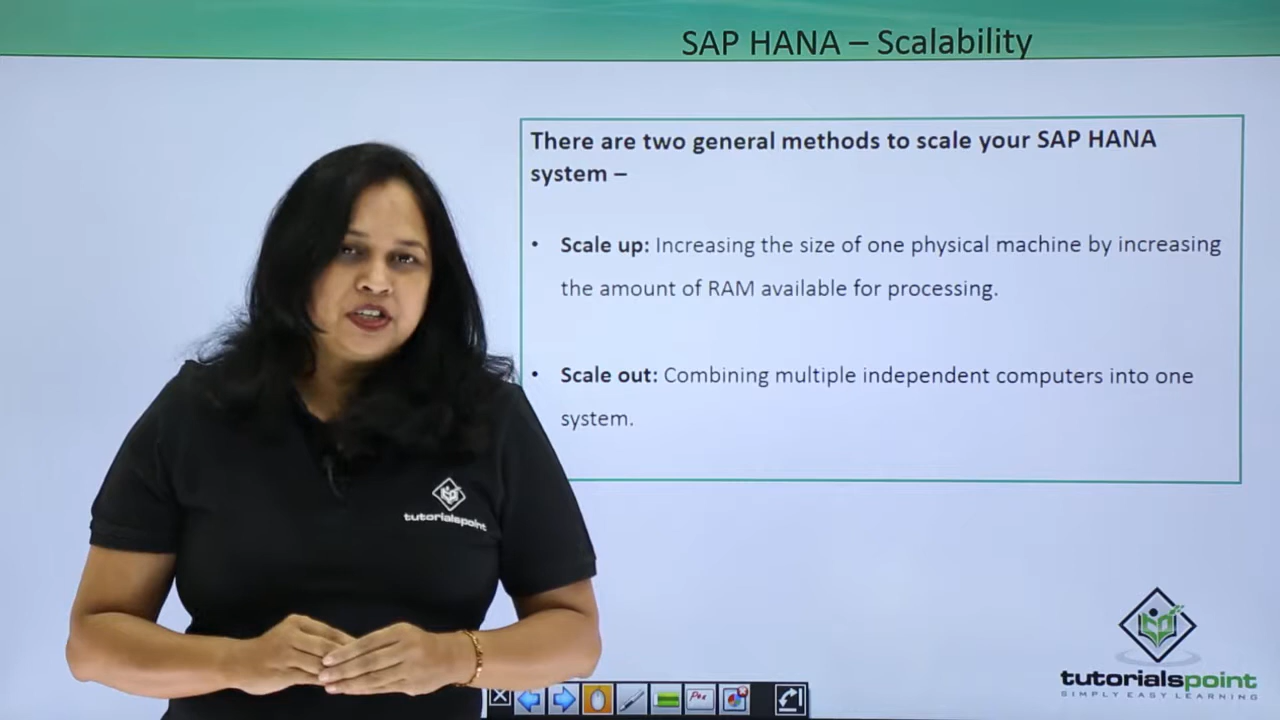 SAP HANA – Scalability
There are two general methods to scale your SAP HANA
system –
• Scale up: Increasing the size of one physical machine by increasing
the amount of RAM available for processing.
• Scale out: Combining multiple independent computers into one
system.
tutorialspoint
tutorialspoint
SIMPLY EASY LEARNING
Pen